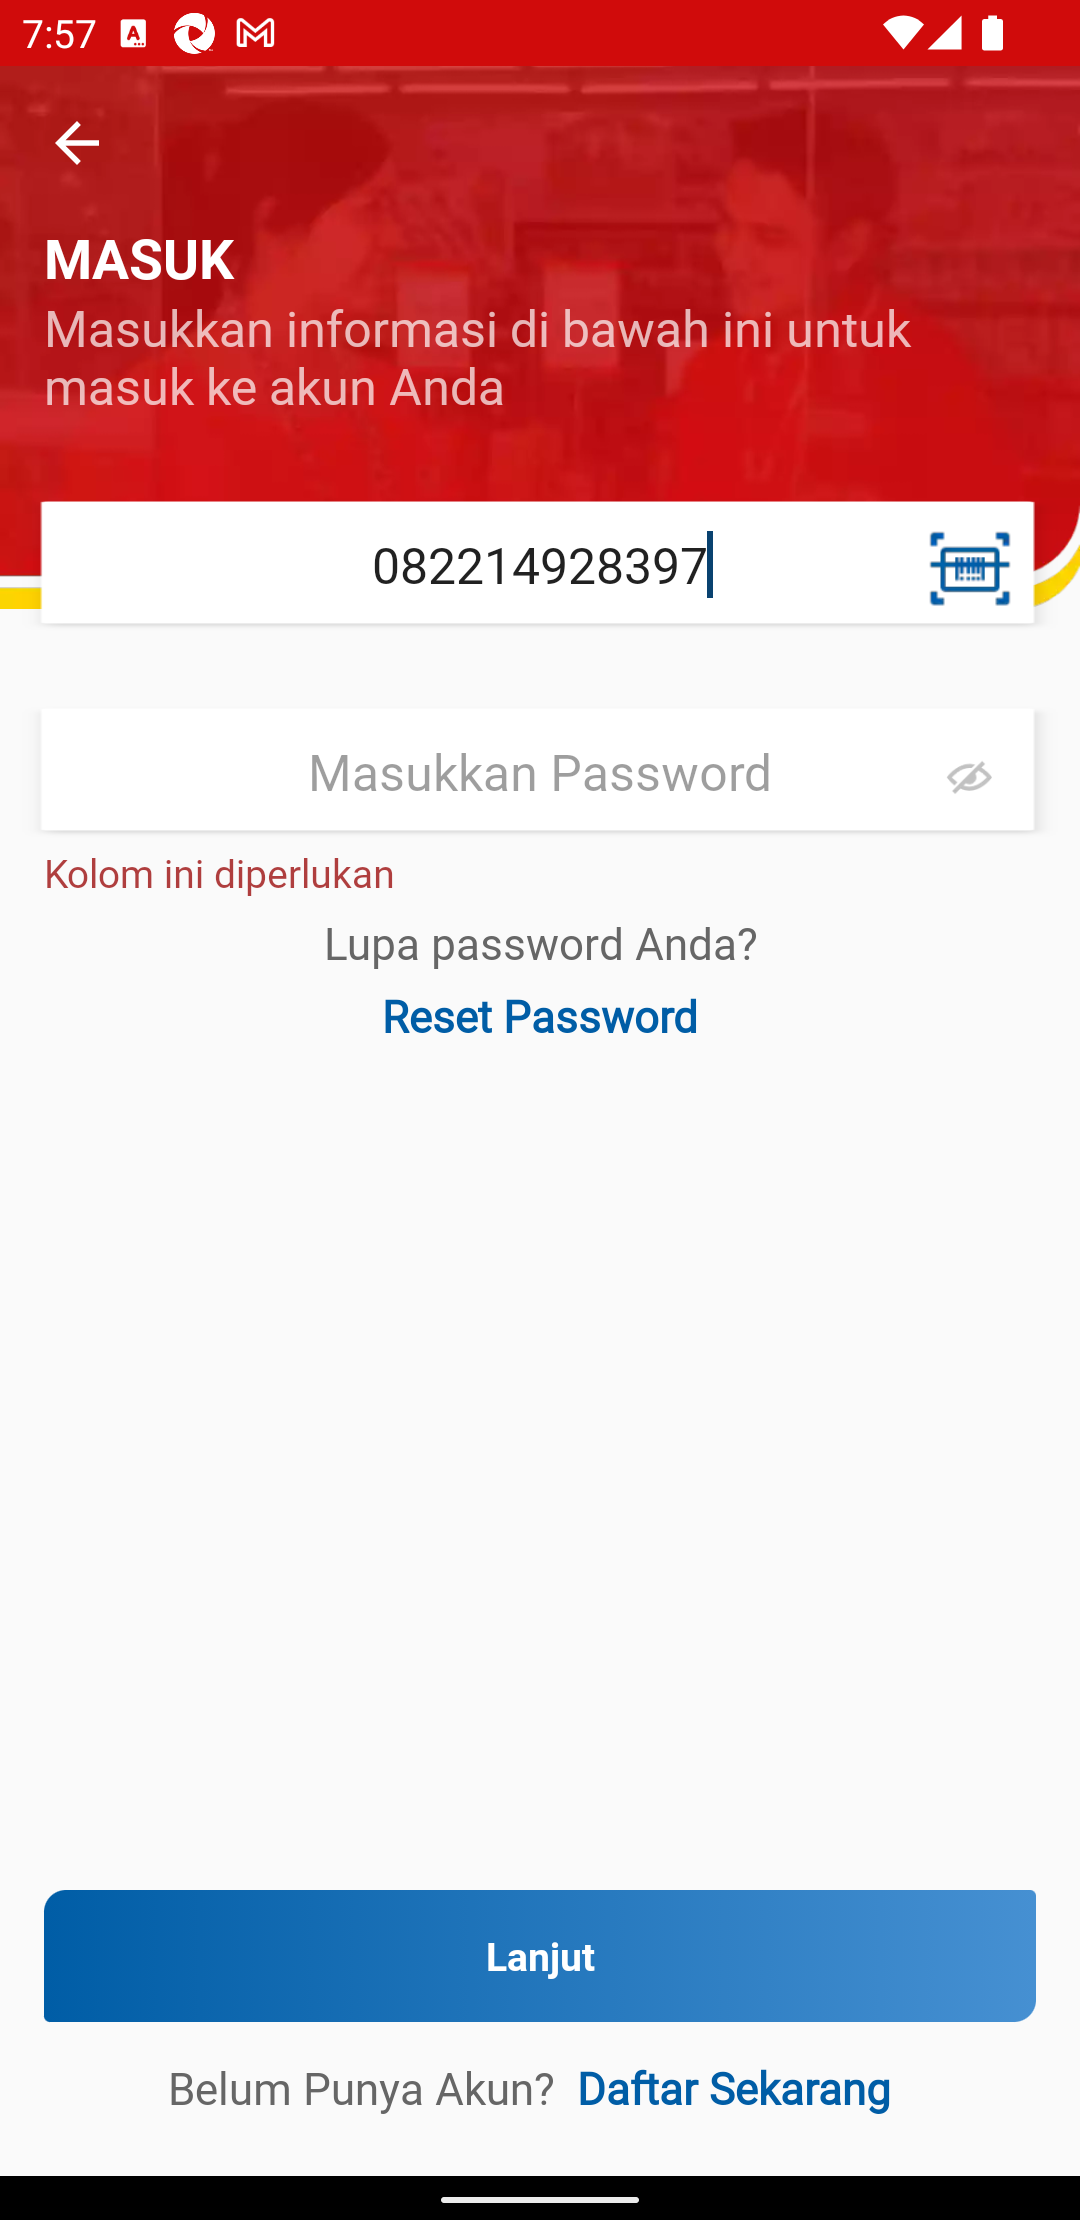 7:57
MASUK
Masukkan informasi di bawah ini untuk
masuk ke akun Anda
082214928397
Masukkan Password
Kolom ini diperlukan
Lupa password Anda?
Reset Password
Lanjut
Belum Punya Akun? Daftar Sekarang